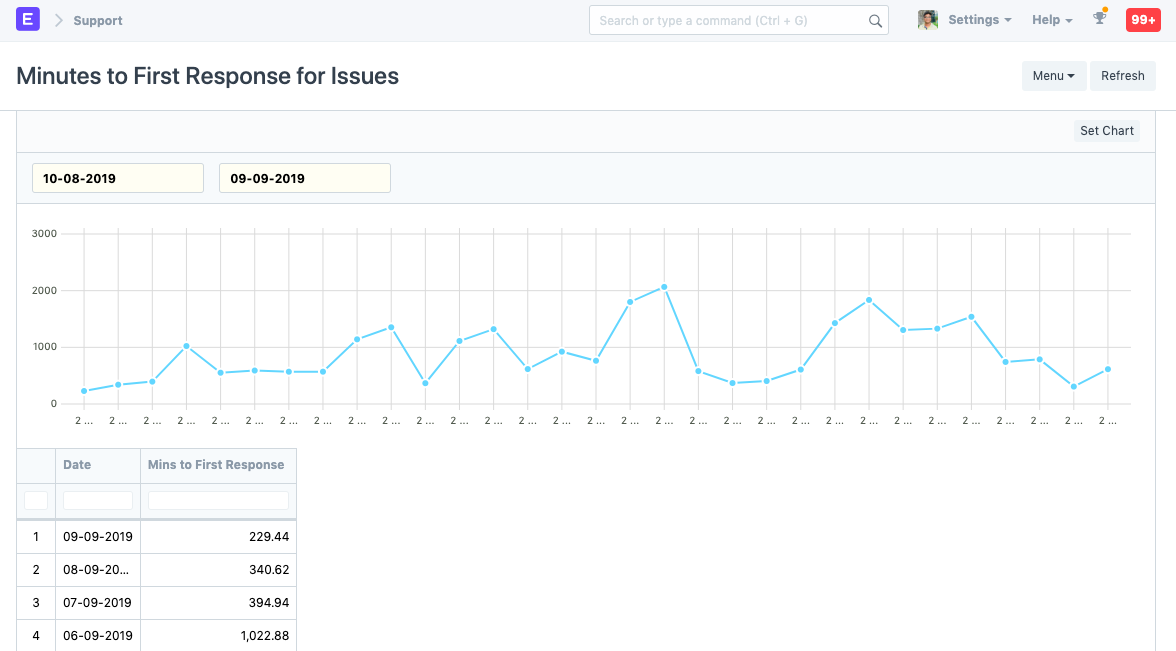 E Support Search or type a command (Ctrl + G) Settings Help 99+
Minutes to First Response for Issues Menu Refresh
Set Chart
10-08-2019 09-09-2019
3000
2000
1000
0
2 ... 2 ... 2 ... 2 ... 2 ... 2 ... 2 ... 2 ... 2 ... 2 ... 2 ... 2 ... 2 ... 2 ... 2 ... 2 ... 2 ... 2 ... 2 ... 2 ... 2 ... 2 ... 2 ... 2 ... 2 ... 2 ... 2 ... 2 ... 2 ... 2 ... 2 ...
Date Mins to First Response
1 09-09-2019 229.44
2 08-09-20... 340.62
3 07-09-2019 394.94
4 06-09-2019 1,022.88